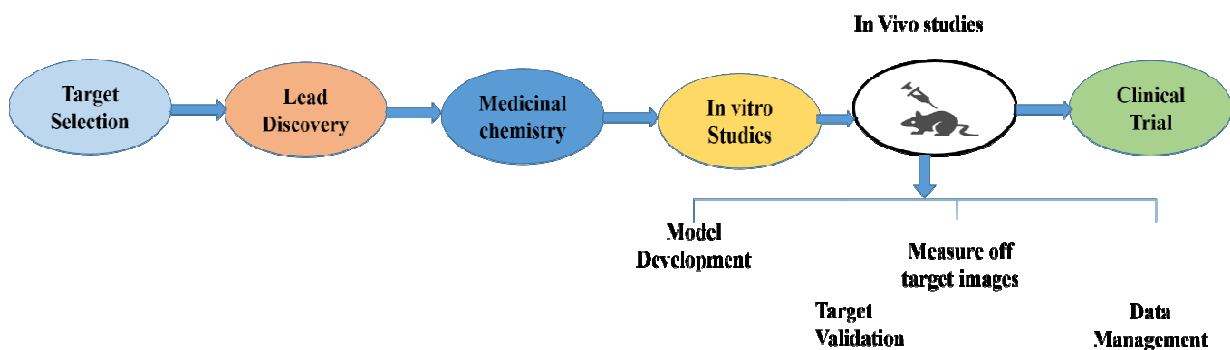 In Vivo studies
Target
Selection
Lead
Discovery
Medicinal
chemistry
In vitro
Studies
Clinical
Trial
Model
Development
Measure off
target images
Target
Validation
Data
Management